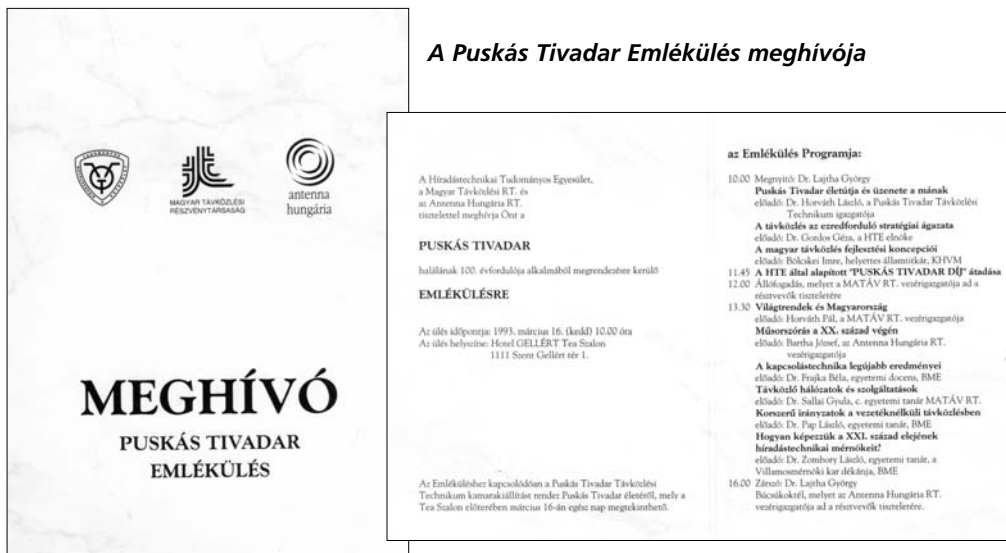 A Puskás Tivadar Emlékülés meghívója
MAGYAR TÁVKÖZLÉSI
RÉSZVÉNYTÁRSASÁG
antenna
hungária
MEGHÍVÓ
PUSKÁS TIVADAR
EMLÉKÜLÉS
A Híradástechnikai Tudományos Egyesület,
a Magyar Távközlési RT. és
az Antenna Hungária RT.
tisztelettel meghívja Önt a
PUSKÁS TIVADAR
halálának 100. évfordulója alkalmából megrendezésre kerülő
EMLÉKÜLÉSRE
Az ülés időpontja: 1993. március 16. (kedd) 10.00 óra
Az ülés helyszíne: Hotel GELLÉRT Tea Szalon
1111 Szent Gellért tér 1.
Az Emléküléshez kapcsolódóan a Puskás Tivadar Távközlési
Technikum kamarakiállítást rendez Puskás Tivadar életéről, mely a
Tea Szalon előterében március 16-án egész nap megtekinthető.
az Emlékülés Programja:
10.00 Megnyitó: Dr. Lajtha György
Puskás Tivadar életútja és üzenete a mának
előadó: Dr. Horváth László, a Puskás Tivadar Távközlési
Technikum igazgatója
A távközlés az ezredforduló stratégiai ágazata
előadó: Dr. Gordos Géza, a HTE elnöke
A magyar távközlés fejlesztési koncepciói
előadó: Bölcskei Imre, helyettes államtitkár, KHVM
11.45 A HTE által alapított "PUSKÁS TIVADAR DÍJ" átadása
12.00 Állófogadás, melyet a MATÁV RT. vezérigazgatója ad a
résztvevők tiszteletére
13.30 Világtrendek és Magyarország
előadó: Horváth Pál, a MATÁV RT. vezérigazgatója
Műsorszórás a XX. század végén
előadó: Bartha József, az Antenna Hungária RT.
vezérigazgatója
A kapcsolástechnika legújabb eredményei
előadó: Dr. Frajka Béla, egyetemi docens, BME
Távközlő hálózatok és szolgáltatások
előadó: Dr. Sallai Gyula, c. egyetemi tanár MATÁV RT.
Korszerű irányzatok a vezetéknélküli távközlésben
előadó: Dr. Pap László, egyetemi tanár, BME
Hogyan képezzük a XXI. század elejének
híradástechnikai mérnökeit?
előadó: Dr. Zombory László, egyetemi tanár, a
Villamosmérnöki kar dékánja, BME
16.00 Zárszó: Dr. Lajtha György
Búcsúkoktél, melyet az Antenna Hungária RT.
vezérigazgatója ad a résztvevők tiszteletére.